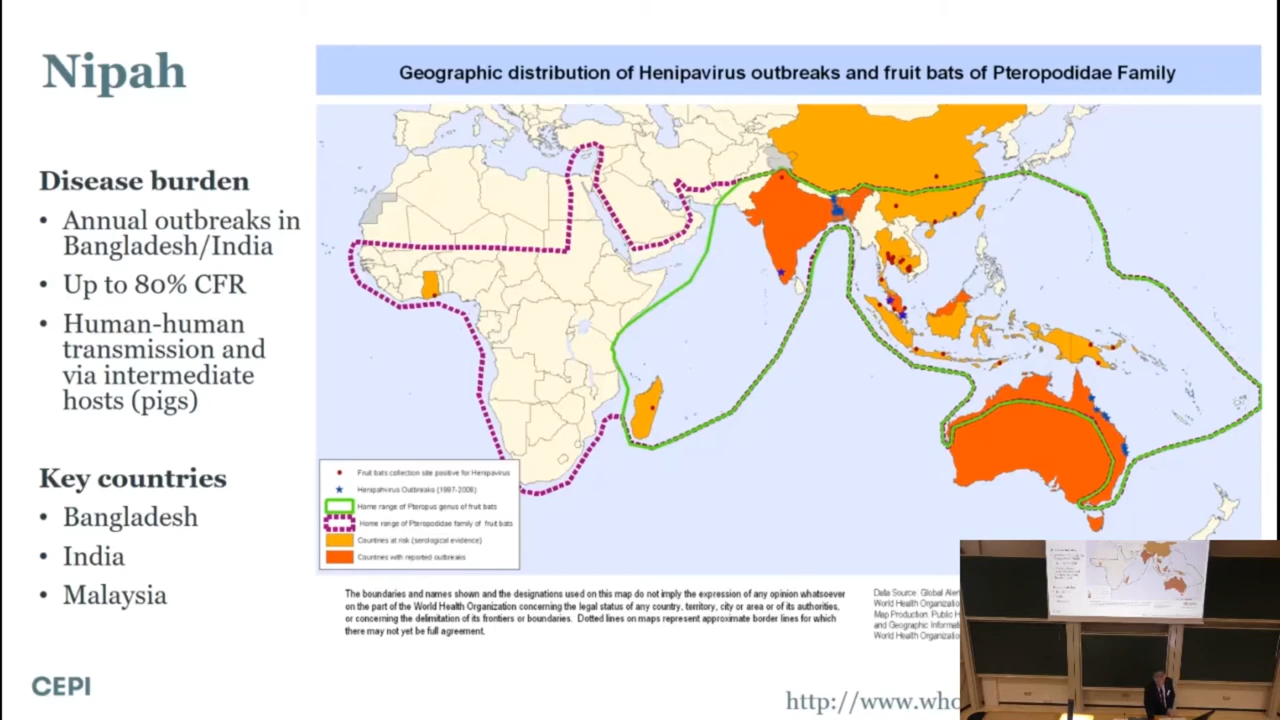 Nipah
Disease burden
• Annual outbreaks in
Bangladesh/India
• Up to 80% CFR
• Human-human
transmission and
via intermediate
hosts (pigs)
Key countries
• Bangladesh
• India
• Malaysia
CEPI
Geographic distribution of Henipavirus outbreaks and fruit bats of Pteropodidae Family
Fruit bats collection site positive for Henipavirus
Henipahvirus Outbreaks (1997-2008)
Home range of Pteropus genus of fruit bats
Home range of Pteropodidae family of fruit bats
Countries at risk (serological evidence)
Countries with reported outbreaks
The boundaries and names shown and the designations used on this map do not imply the expression of any opinion whatsoever
on the part of the World Health Organization concerning the legal status of any country, territory, city or area or of its authorities,
or concerning the delimitation of its frontiers or boundaries. Dotted lines on maps represent approximate border lines for which
there may not yet be full agreement.
Data Source: Global
World Health
Map Production: Public
and Geographic
World Health
http://www.who